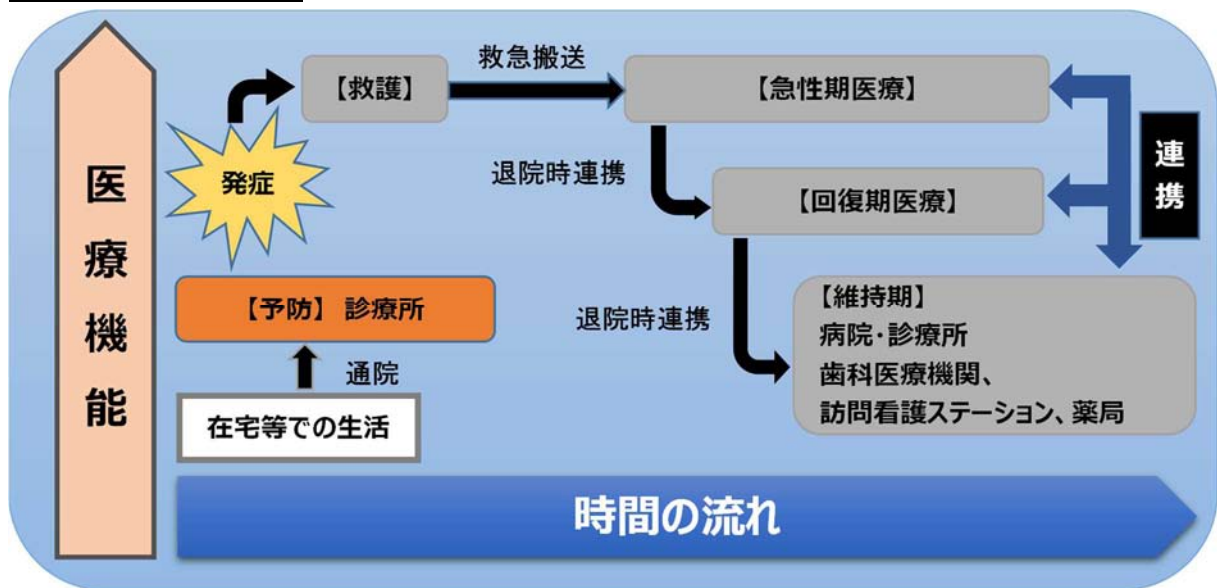 医療機能
【救護】
救急搬送
【急性期医療】
連携
発症
退院時連携
【回復期医療】
【予防】 診療所
退院時連携
【維持期】
病院・診療所
歯科医療機関、
訪問看護ステーション、薬局
通院
在宅等での生活
時間の流れ